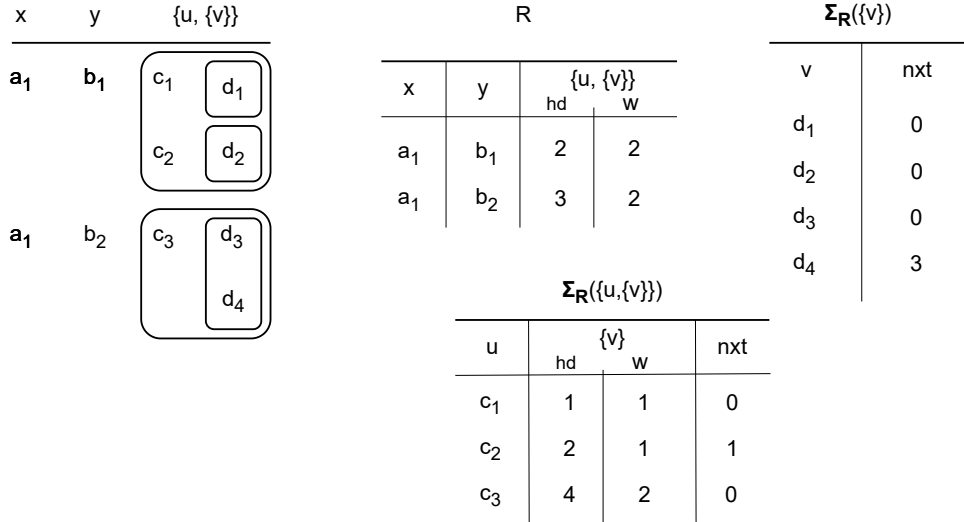 x y {u, {v}}
a₁ b₁ c₁ d₁
c₂ d₂
a₁ b₂ c₃ d₃
d₄
R
x y {u, {v}}
hd w
a₁ b₁ 2 2
a₁ b₂ 3 2
Σ_R({v})
v nxt
d₁ 0
d₂ 0
d₃ 0
d₄ 3
Σ_R({u,{v}})
u {v} nxt
hd w
c₁ 1 1 0
c₂ 2 1 1
c₃ 4 2 0